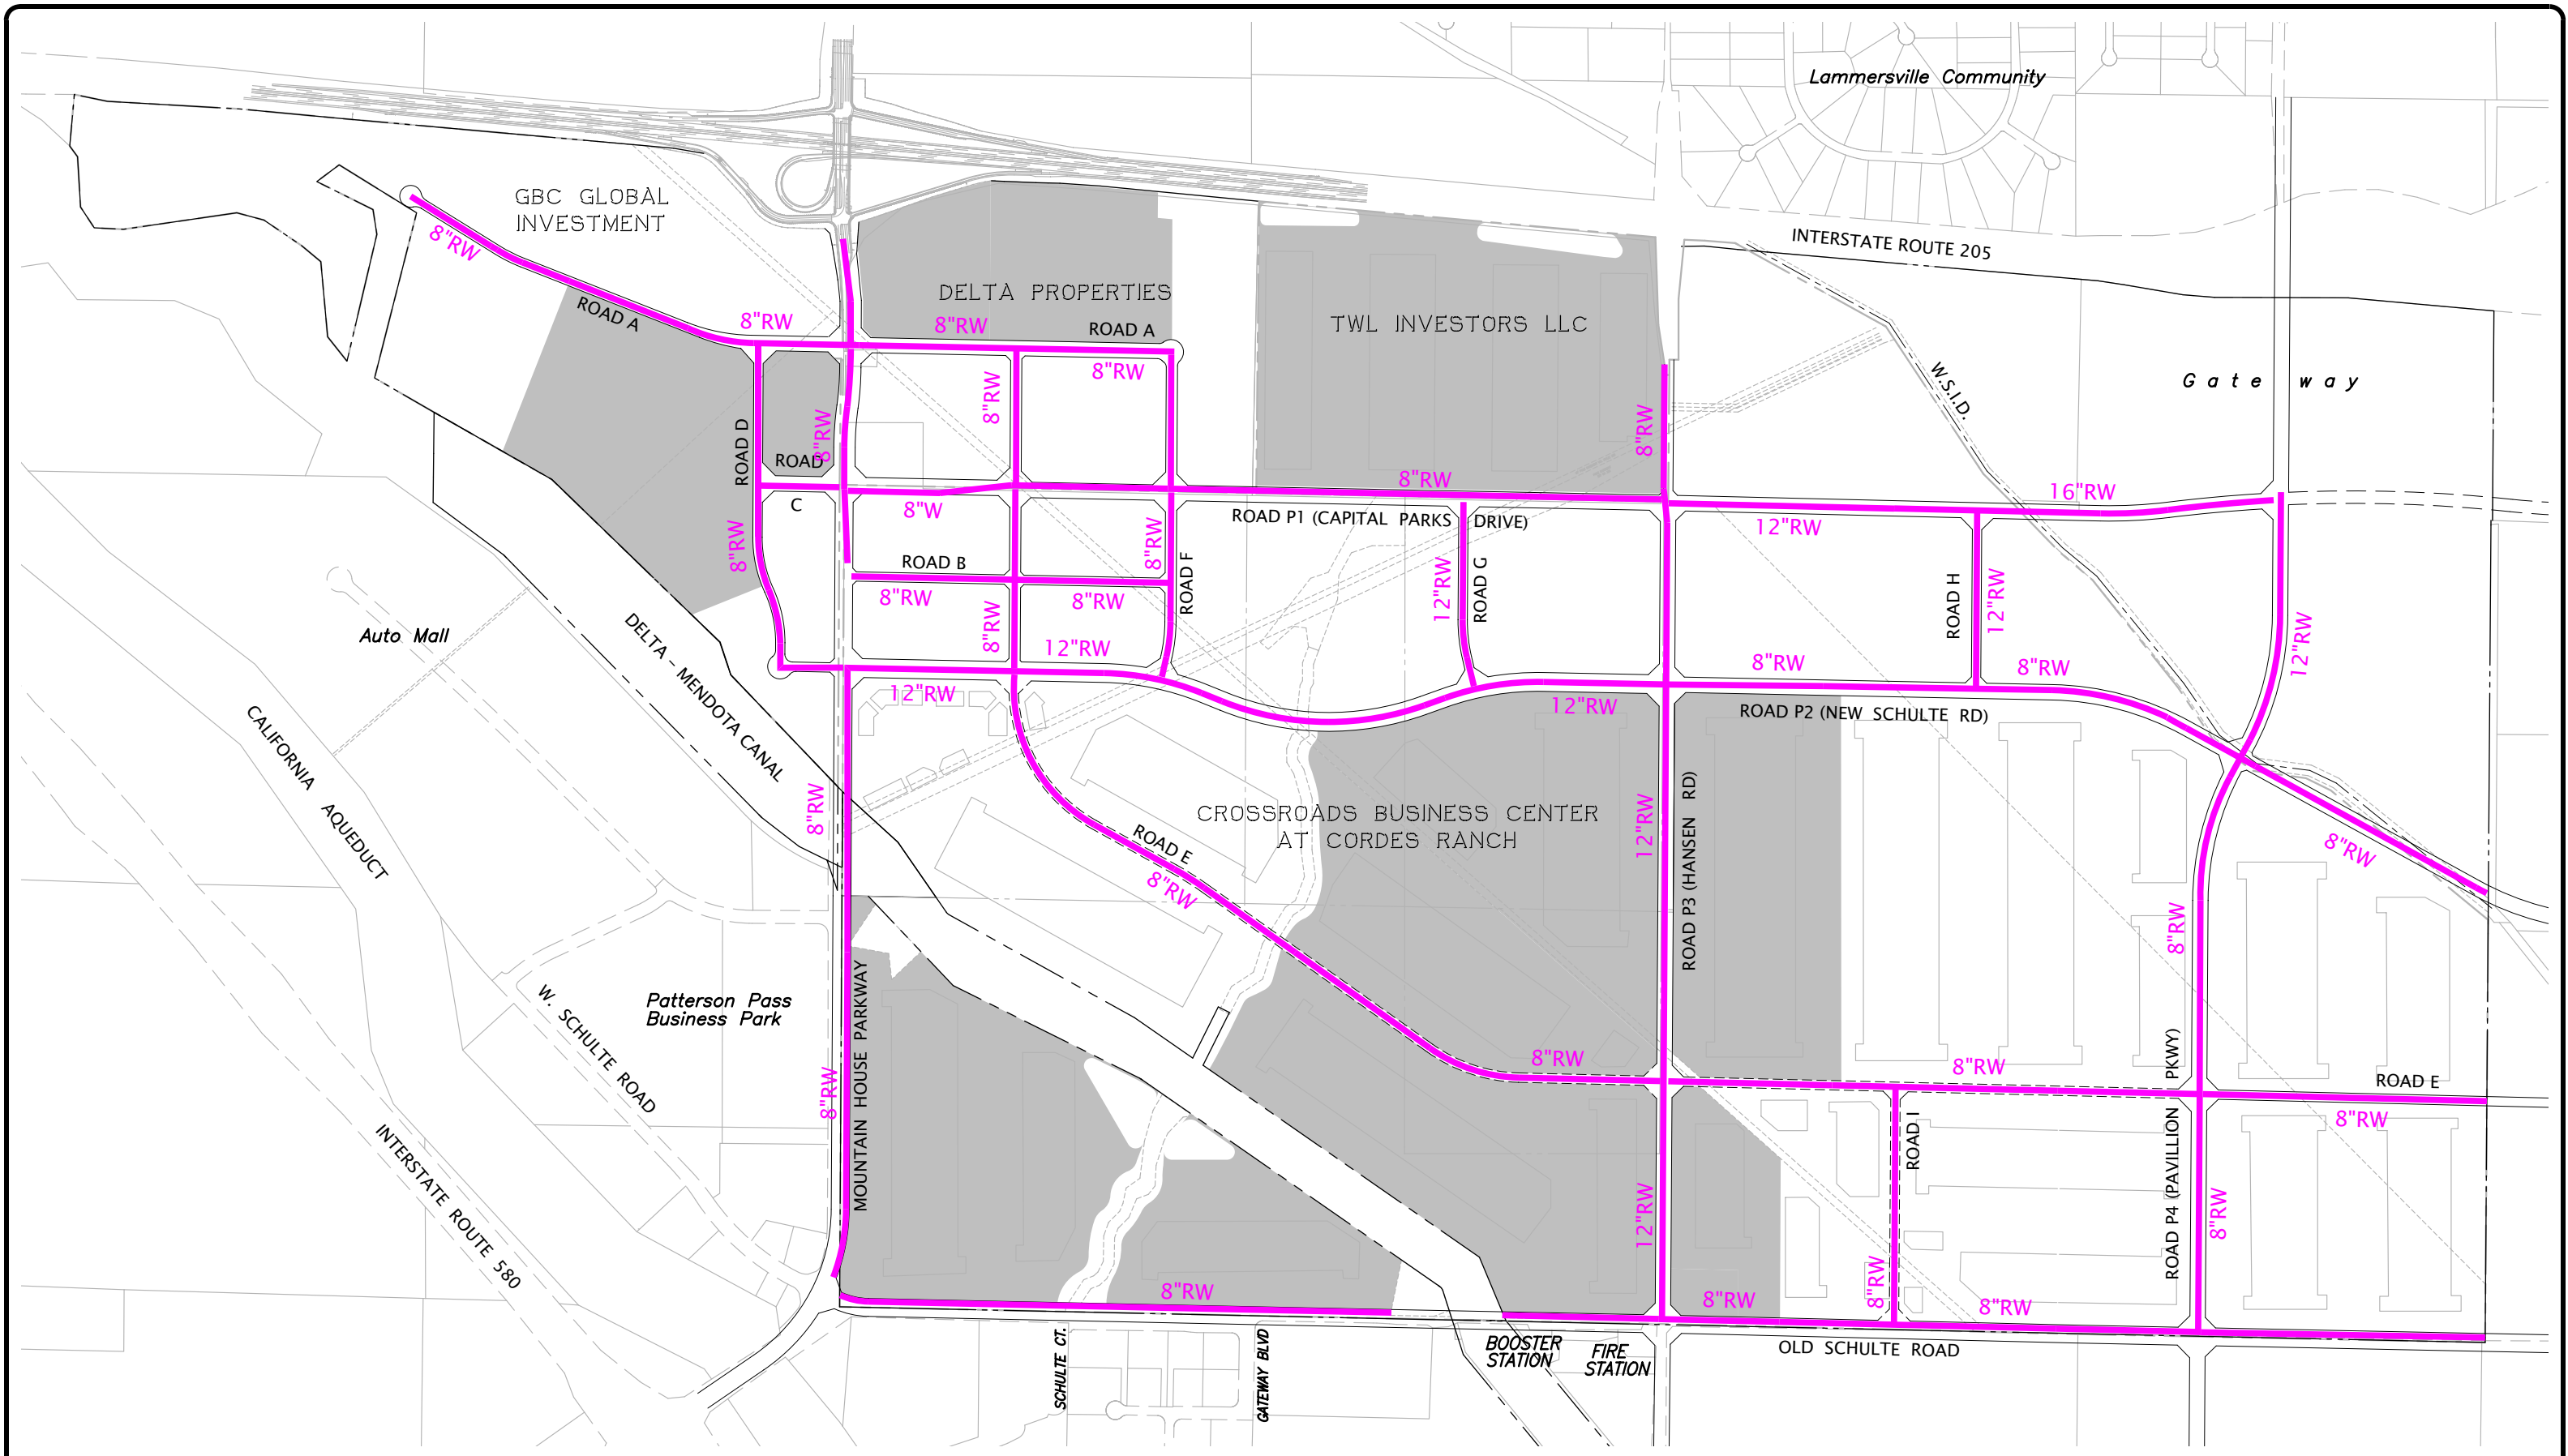 Lammersville Community
GBC GLOBAL
INVESTMENT
8"RW
INTERSTATE ROUTE 205
DELTA PROPERTIES
ROAD A
8"RW
8"RW
ROAD A
TWL INVESTORS LLC
8"RW
8"RW
W.S.I.D.
Gate way
ROAD D
8"RW
8"RW
ROAD
C
8"RW
8"RW
16"RW
8"W
ROAD P1 (CAPITAL PARKS DRIVE)
12"RW
8"RW
8"RW
ROAD B
ROAD F
12"RW
ROAD G
ROAD H
12"RW
8"RW
8"RW
Auto Mall
DELTA - MENDOTA CANAL
8"RW
12"RW
8"RW
8"RW
12"RW
12"RW
12"RW
ROAD P2 (NEW SCHULTE RD)
CALIFORNIA AQUEDUCT
8"RW
CROSSROADS BUSINESS CENTER
AT CORDES RANCH
12"RW
ROAD P3 (HANSEN RD)
ROAD E
8"RW
8"RW
8"RW
Patterson Pass
Business Park
W. SCHULTE ROAD
MOUNTAIN HOUSE PARKWAY
8"RW
8"RW
8"RW
ROAD E
8"RW
INTERSTATE ROUTE 580
ROAD I
ROAD P4 (PAVILLION PKWY)
12"RW
8"RW
8"RW
8"RW
8"RW
8"RW
SCHULTE CT.
GATEWAY BLVD
BOOSTER
STATION
FIRE
STATION
OLD SCHULTE ROAD